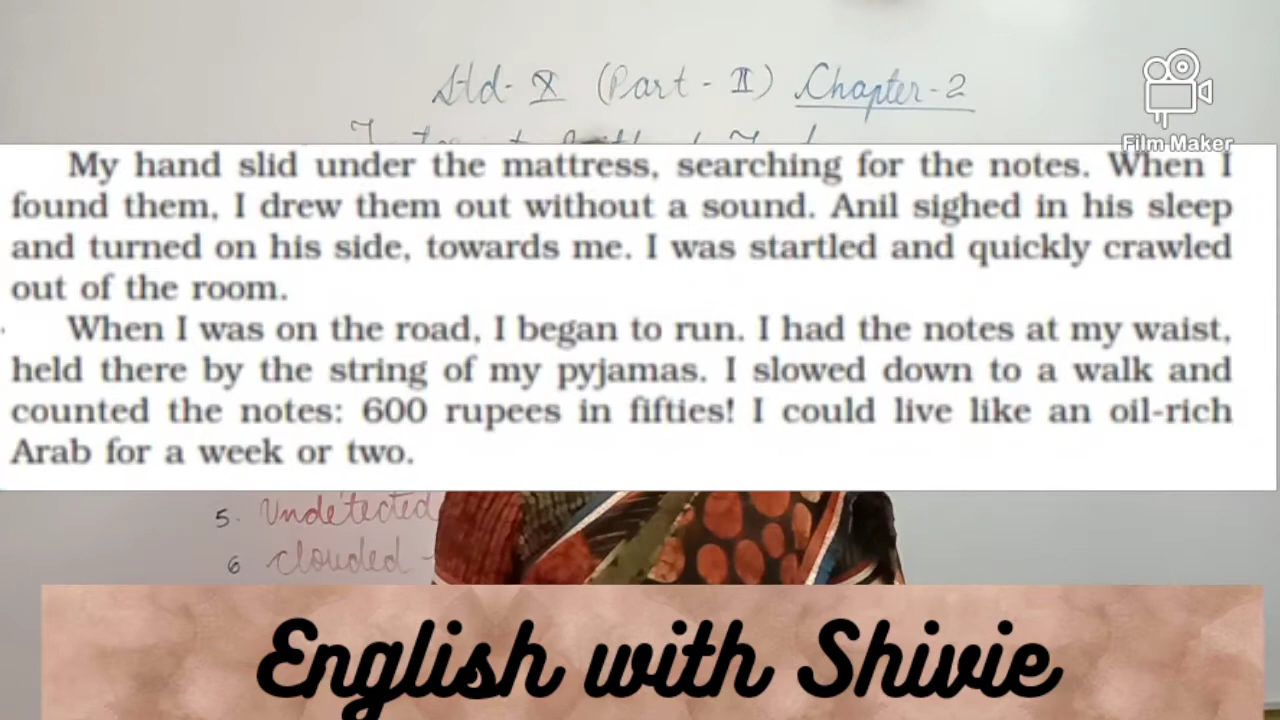 Std- X (Part - II) Chapter-2
Film Maker
My hand slid under the mattress, searching for the notes. When I
found them, I drew them out without a sound. Anil sighed in his sleep
and turned on his side, towards me. I was startled and quickly crawled
out of the room.
When I was on the road, I began to run. I had the notes at my waist,
held there by the string of my pyjamas. I slowed down to a walk and
counted the notes: 600 rupees in fifties! I could live like an oil-rich
Arab for a week or two.
5. Undetected
6 clouded -
English with Shivie